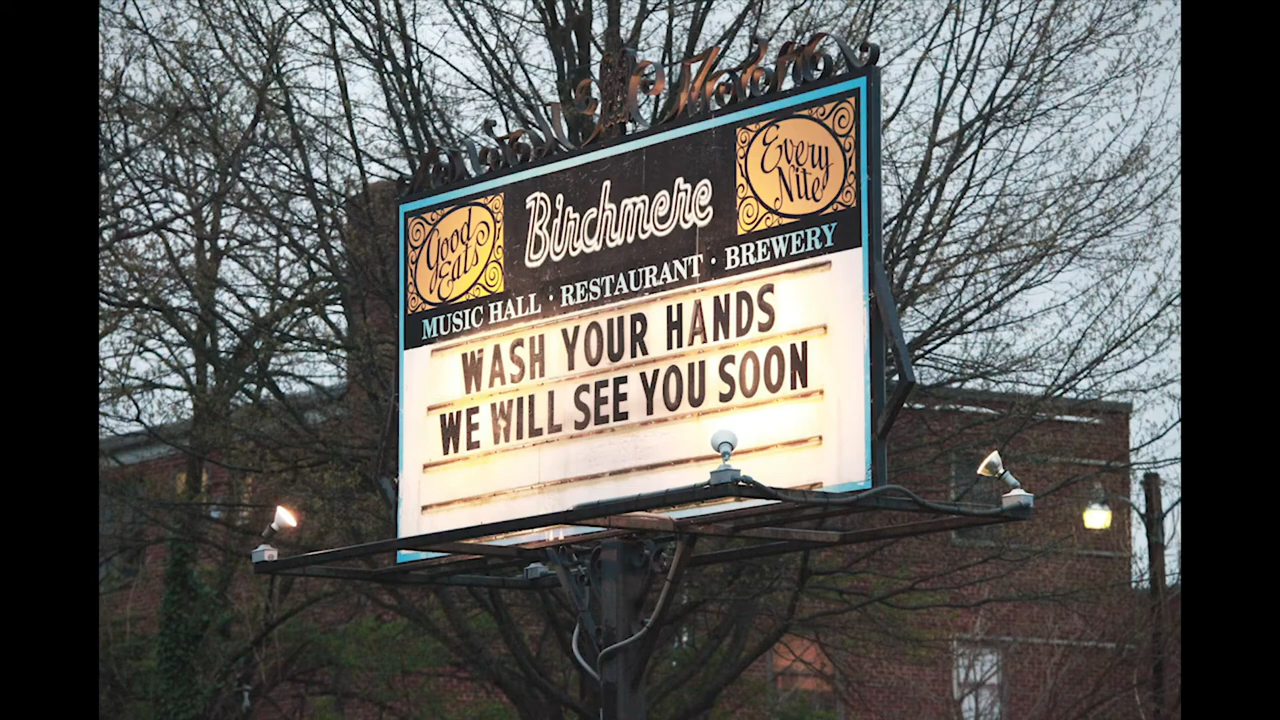 Good
Eats
Birchmere
Every
Nite
MUSIC HALL · RESTAURANT · BREWERY
WASH YOUR HANDS
WE WILL SEE YOU SOON